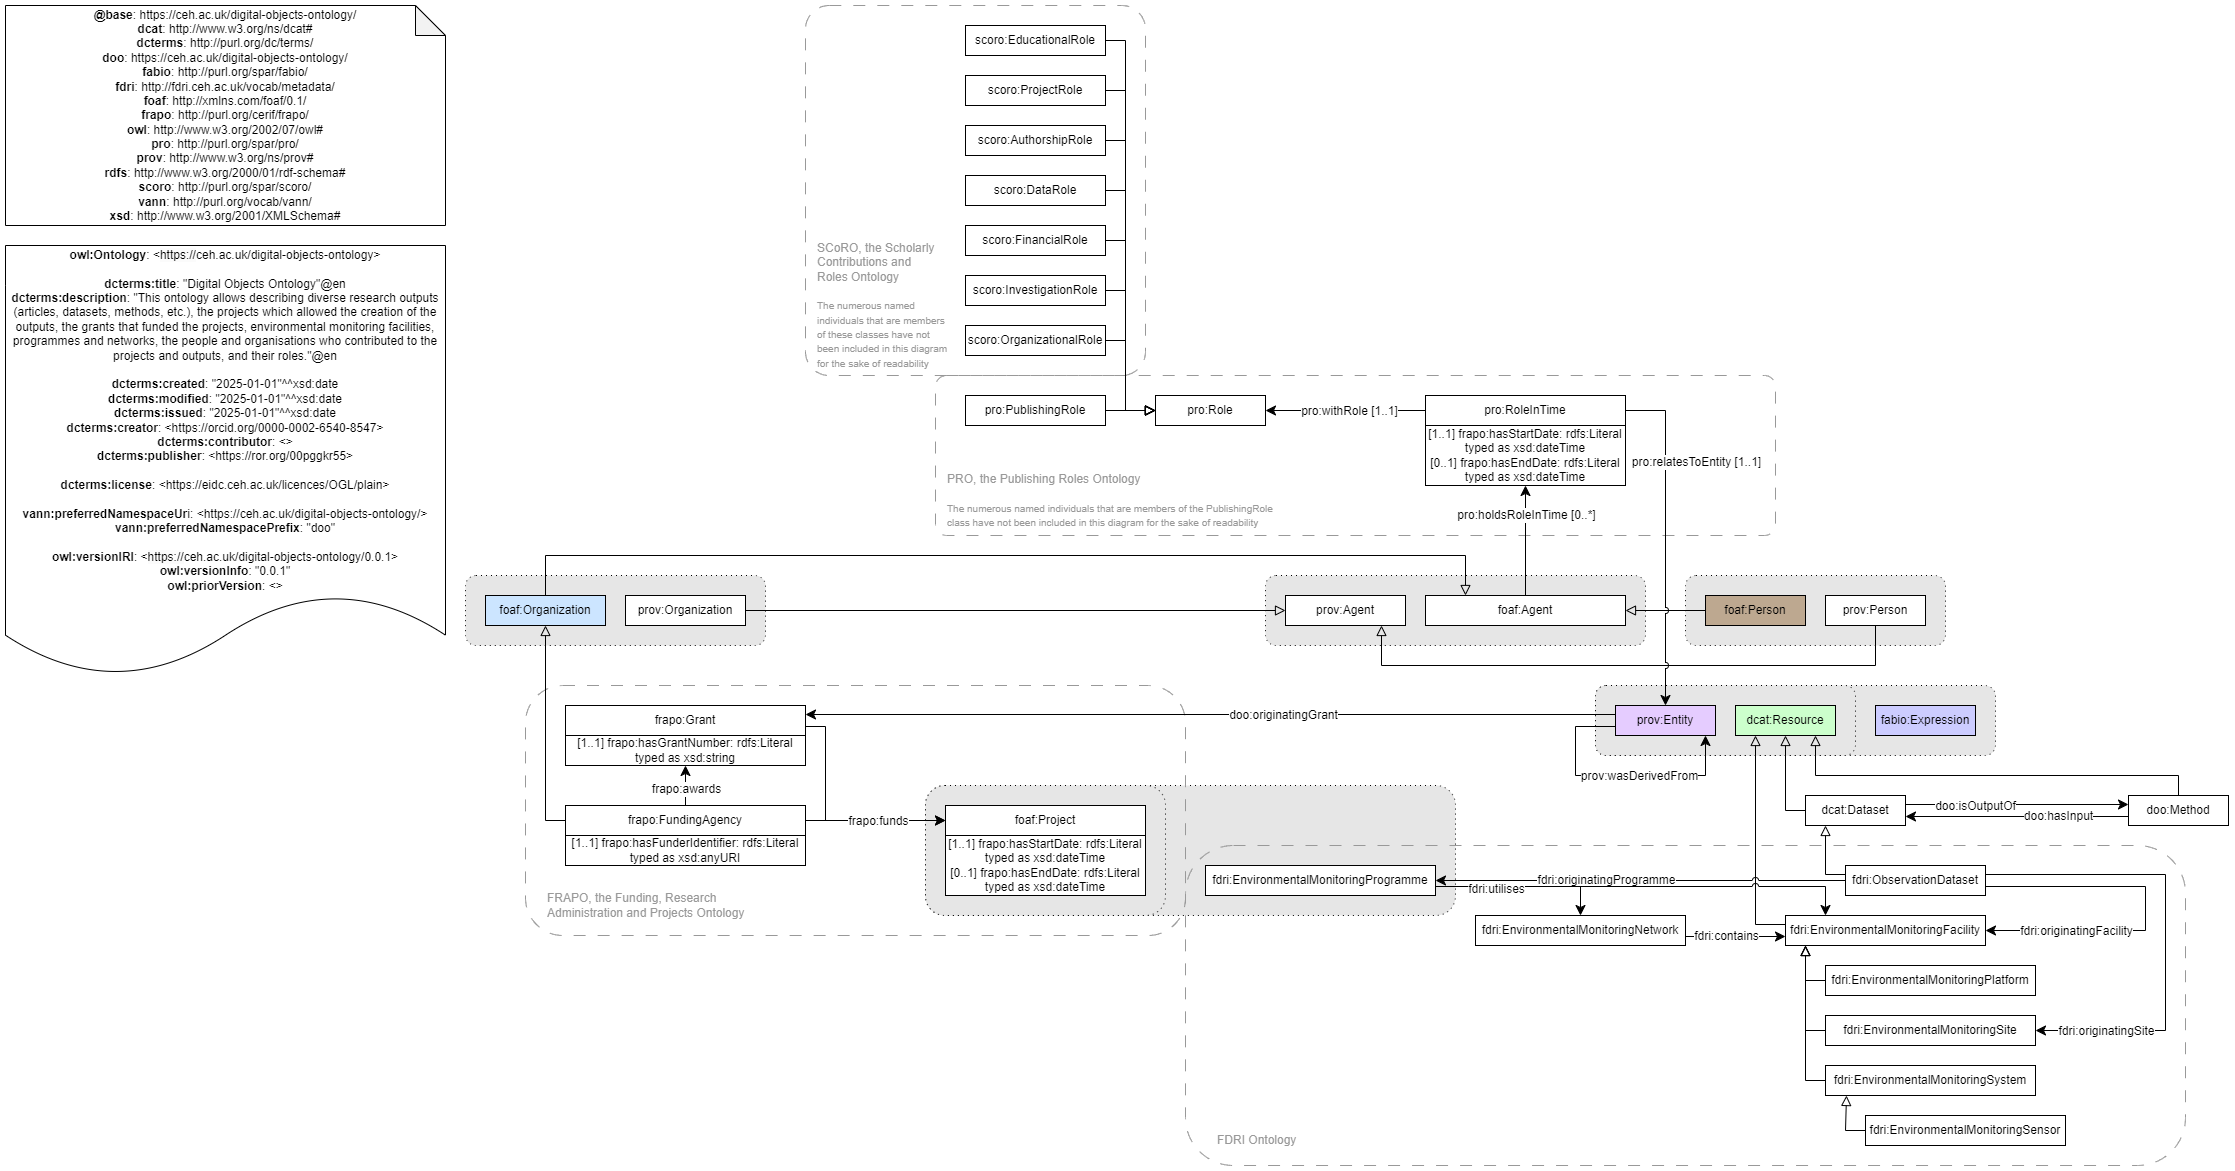 @base: https://ceh.ac.uk/digital-objects-ontology/
dcat: http://www.w3.org/ns/dcat#
dcterms: http://purl.org/dc/terms/
doo: https://ceh.ac.uk/digital-objects-ontology/
fabio: http://purl.org/spar/fabio/
fdri: http://fdri.ceh.ac.uk/vocab/metadata/
foaf: http://xmlns.com/foaf/0.1/
frapo: http://purl.org/cerif/frapo/
owl: http://www.w3.org/2002/07/owl#
pro: http://purl.org/spar/pro/
prov: http://www.w3.org/ns/prov#
rdfs: http://www.w3.org/2000/01/rdf-schema#
scoro: http://purl.org/spar/scoro/
vann: http://purl.org/vocab/vann/
xsd: http://www.w3.org/2001/XMLSchema#
owl:Ontology: <https://ceh.ac.uk/digital-objects-ontology>
dcterms:title: "Digital Objects Ontology"@en
dcterms:description: "This ontology allows describing diverse research outputs
(articles, datasets, methods, etc.), the projects which allowed the creation of the
outputs, the grants that funded the projects, environmental monitoring facilities,
programmes and networks, the people and organisations who contributed to the
projects and outputs, and their roles."@en
dcterms:created: "2025-01-01"^^xsd:date
dcterms:modified: "2025-01-01"^^xsd:date
dcterms:issued: "2025-01-01"^^xsd:date
dcterms:creator: <https://orcid.org/0000-0002-6540-8547>
dcterms:contributor: <>
dcterms:publisher: <https://ror.org/00pggkr55>
dcterms:license: <https://eidc.ceh.ac.uk/licences/OGL/plain>
vann:preferredNamespaceUri: <https://ceh.ac.uk/digital-objects-ontology/>
vann:preferredNamespacePrefix: "doo"
owl:versionIRI: <https://ceh.ac.uk/digital-objects-ontology/0.0.1>
owl:versionInfo: "0.0.1"
owl:priorVersion: <>
scoro:EducationalRole
scoro:ProjectRole
scoro:AuthorshipRole
scoro:DataRole
scoro:FinancialRole
scoro:InvestigationRole
scoro:OrganizationalRole
SCoRO, the Scholarly
Contributions and
Roles Ontology
The numerous named
individuals that are members
of these classes have not
been included in this diagram
for the sake of readability
pro:PublishingRole
pro:Role
pro:withRole [1..1]
pro:RoleInTime
[1..1] frapo:hasStartDate: rdfs:Literal
typed as xsd:dateTime
[0..1] frapo:hasEndDate: rdfs:Literal
typed as xsd:dateTime
pro:relatesToEntity [1..1]
PRO, the Publishing Roles Ontology
The numerous named individuals that are members of the PublishingRole
class have not been included in this diagram for the sake of readability
pro:holdsRoleInTime [0..*]
foaf:Organization
prov:Organization
prov:Agent
foaf:Agent
foaf:Person
prov:Person
frapo:Grant
[1..1] frapo:hasGrantNumber: rdfs:Literal
typed as xsd:string
doo:originatingGrant
prov:Entity
dcat:Resource
fabio:Expression
prov:wasDerivedFrom
frapo:awards
frapo:FundingAgency
[1..1] frapo:hasFunderIdentifier: rdfs:Literal
typed as xsd:anyURI
frapo:funds
foaf:Project
[1..1] frapo:hasStartDate: rdfs:Literal
typed as xsd:dateTime
[0..1] frapo:hasEndDate: rdfs:Literal
typed as xsd:dateTime
FRAPO, the Funding, Research
Administration and Projects Ontology
dcat:Dataset
doo:isOutputOf
doo:hasInput
doo:Method
fdri:EnvironmentalMonitoringProgramme
fdri:utilises
fdri:originatingProgramme
fdri:ObservationDataset
fdri:EnvironmentalMonitoringNetwork
fdri:contains
fdri:EnvironmentalMonitoringFacility
fdri:originatingFacility
fdri:EnvironmentalMonitoringPlatform
fdri:EnvironmentalMonitoringSite
fdri:originatingSite
fdri:EnvironmentalMonitoringSystem
fdri:EnvironmentalMonitoringSensor
FDRI Ontology